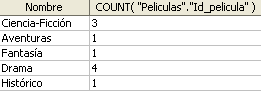 Nombre COUNT( "Peliculas"."Id_pelicula" )
Ciencia-Ficción 3
Aventuras 1
Fantasía 1
Drama 4
Histórico 1